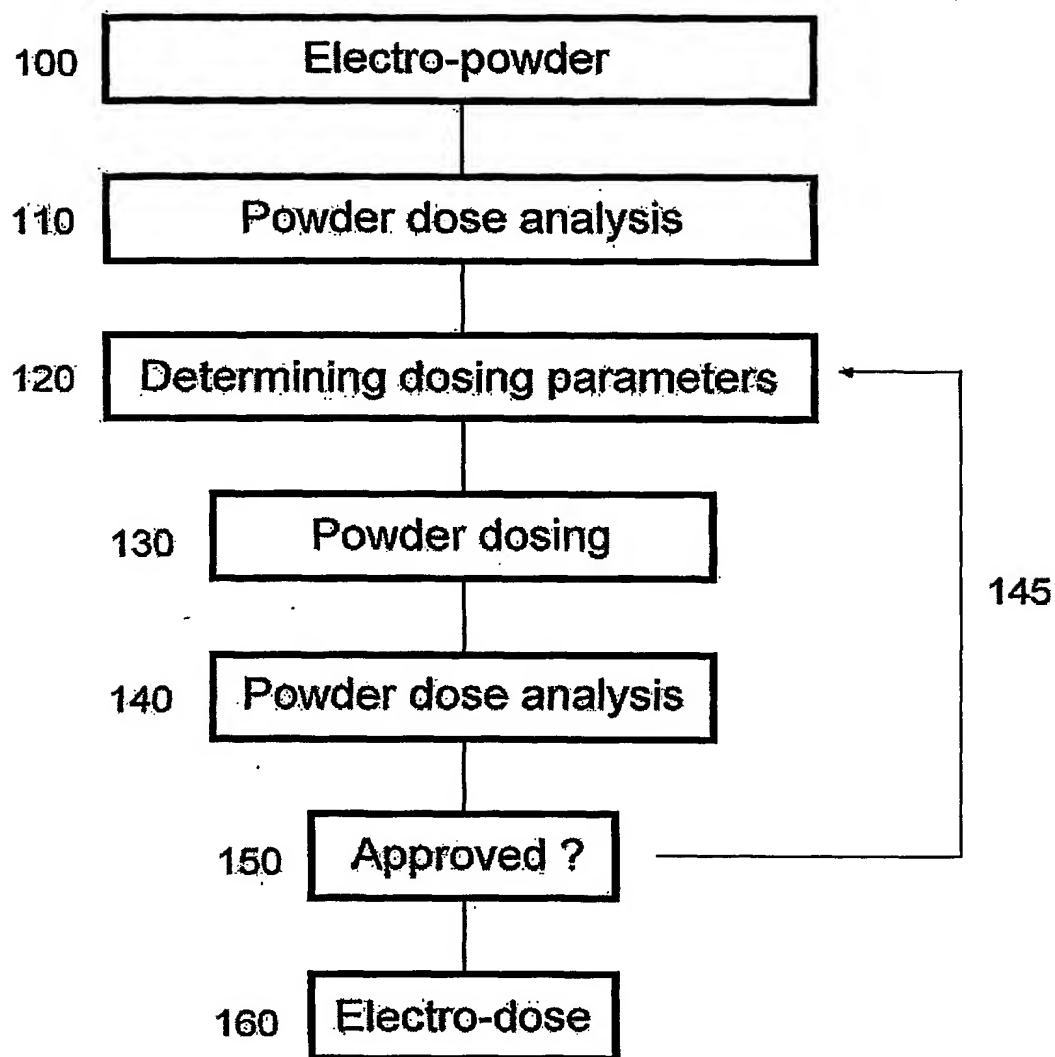 100 Electro-powder
110 Powder dose analysis
120 Determining dosing parameters
130 Powder dosing
145
140 Powder dose analysis
150 Approved ?
160 Electro-dose